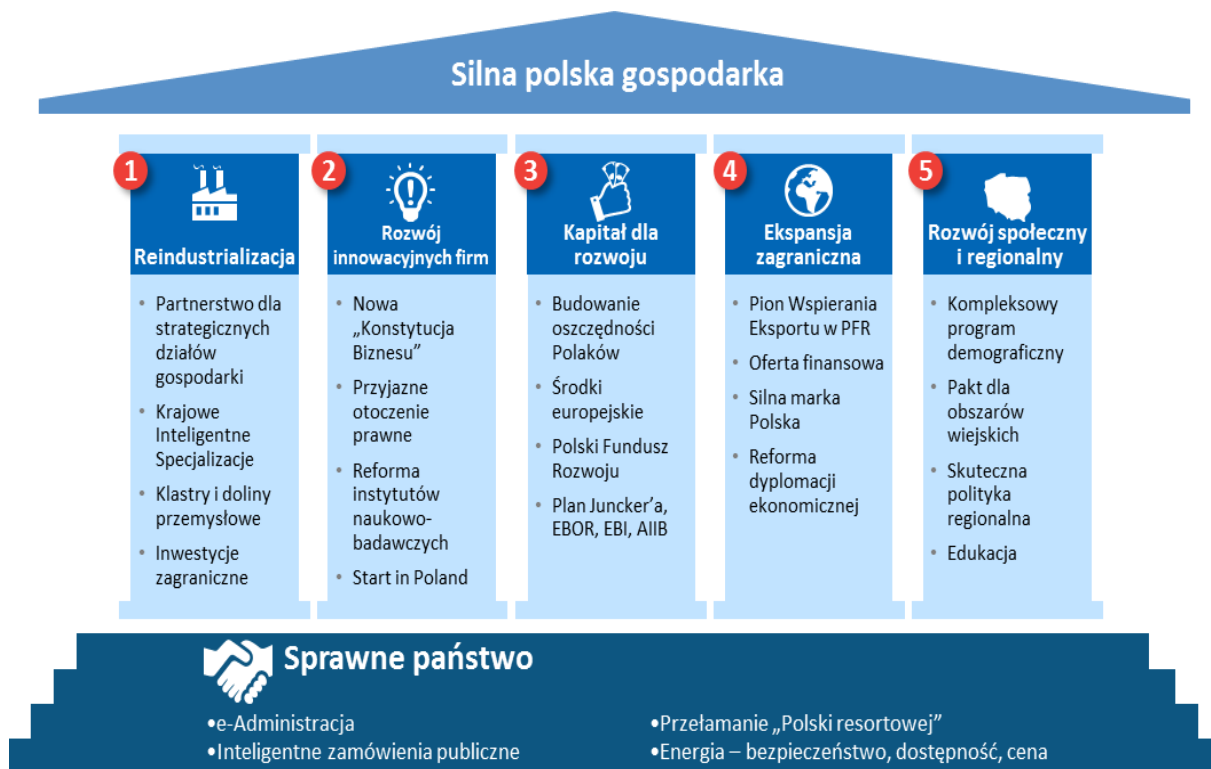 Silna polska gospodarka
1
Reindustrializacja
• Partnerstwo dla
strategicznych
działów
gospodarki
• Krajowe
Inteligentne
Specjalizacje
• Klastry i doliny
przemysłowe
• Inwestycje
zagraniczne
2
Rozwój
innowacyjnych firm
• Nowa
„Konstytucja
Biznesu”
• Przyjazne
otoczenie
prawne
• Reforma
instytutów
naukowo-
badawczych
• Start in Poland
3
Kapitał dla
rozwoju
• Budowanie
oszczędności
Polaków
• Środki
europejskie
• Polski Fundusz
Rozwoju
• Plan Juncker’a,
EBOR, EBI, AIIB
4
Ekspansja
zagraniczna
• Pion Wspierania
Eksportu w PFR
• Oferta finansowa
• Silna marka
Polska
• Reforma
dyplomacji
ekonomicznej
5
Rozwój społeczny
i regionalny
• Kompleksowy
program
demograficzny
• Pakt dla
obszarów
wiejskich
• Skuteczna
polityka
regionalna
• Edukacja
Sprawne państwo
•e-Administracja
•Inteligentne zamówienia publiczne
•Przełamanie „Polski resortowej”
•Energia – bezpieczeństwo, dostępność, cena